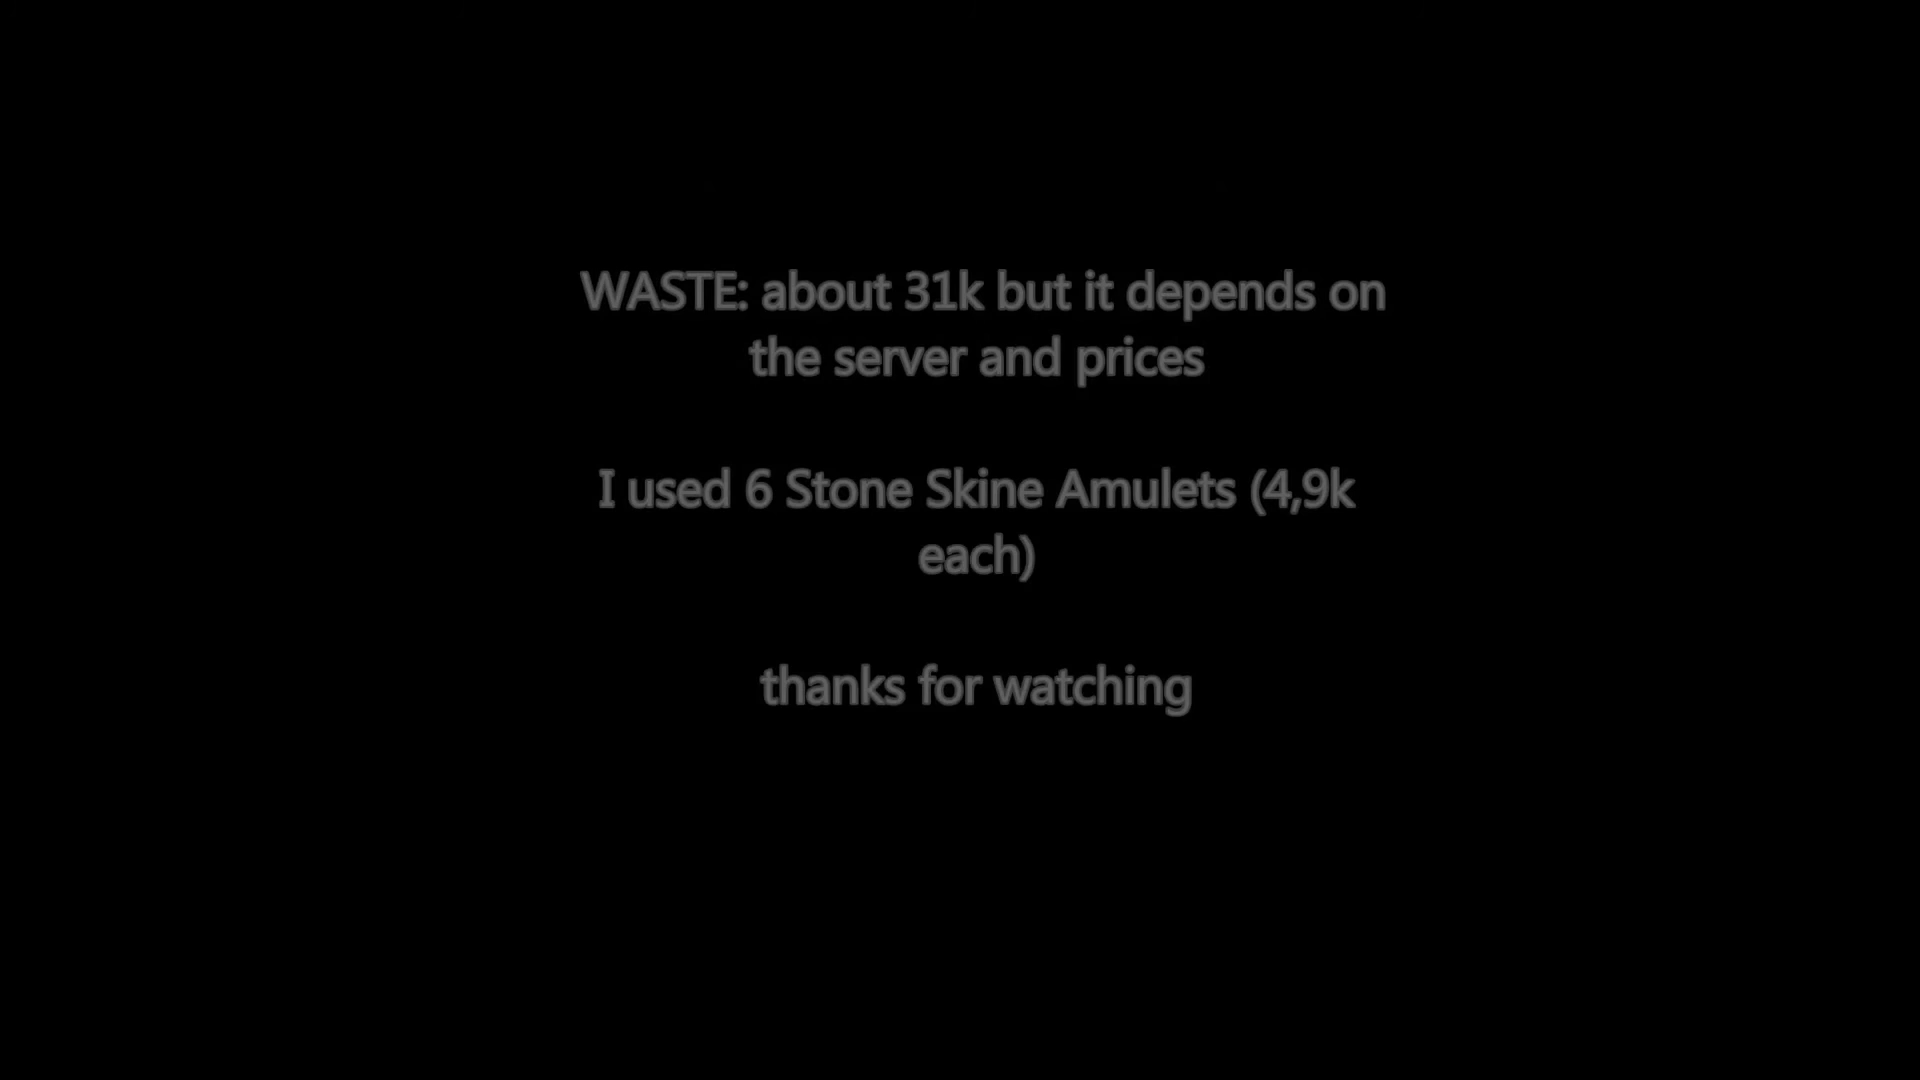 WASTE: about 31k but it depends on
the server and prices
I used 6 Stone Skine Amulets (4,9k
each)
thanks for watching